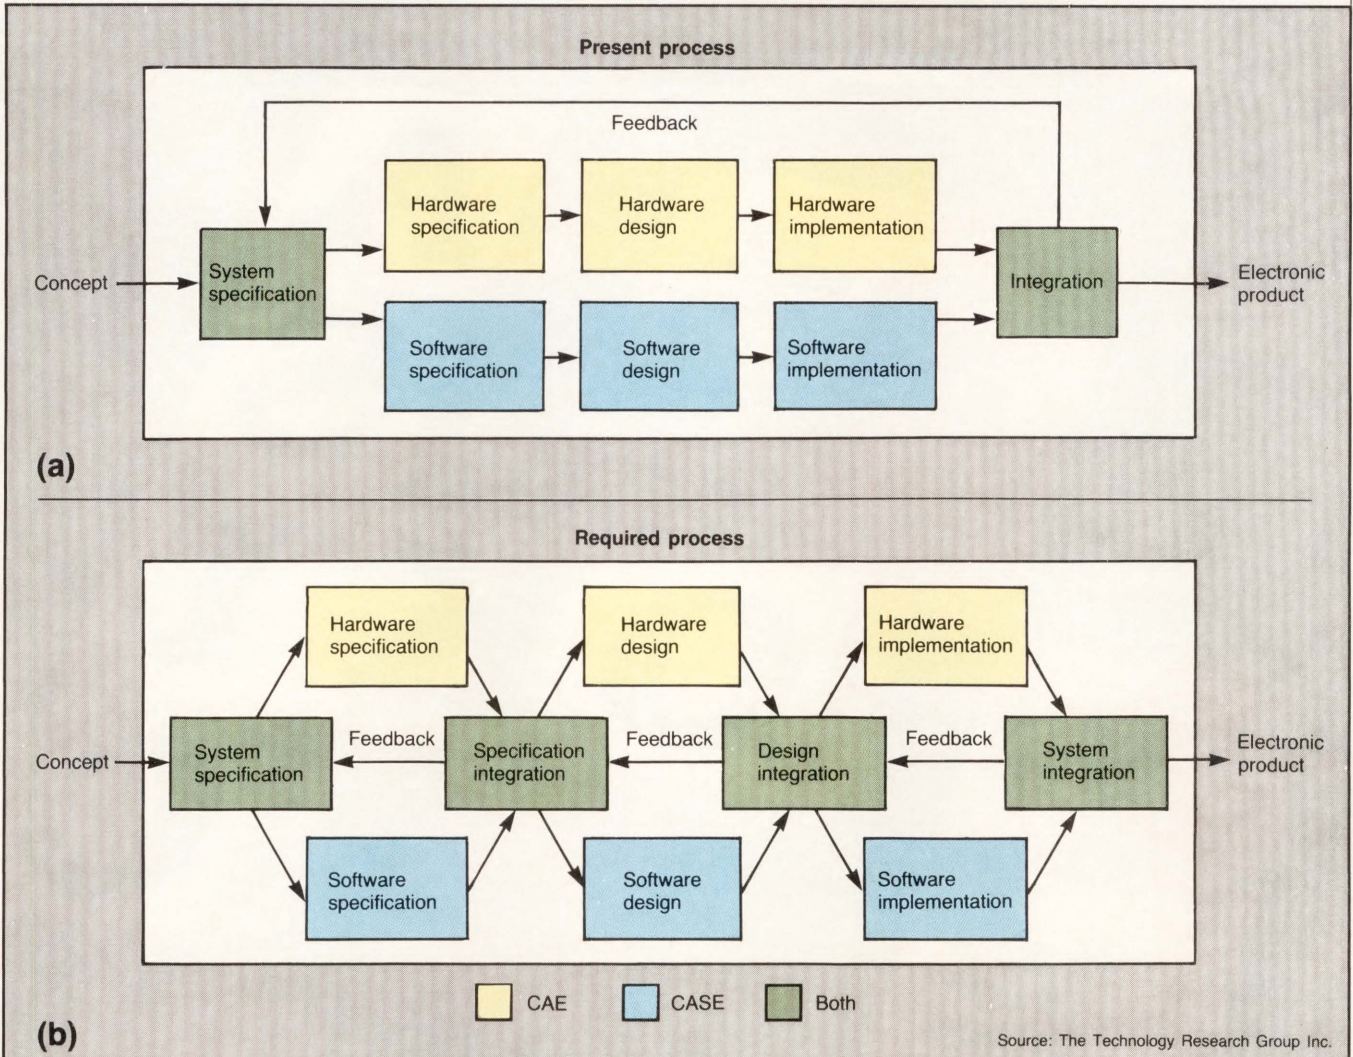 Present process
Feedback
Hardware
specification
Hardware
design
Hardware
implementation
Concept
System
specification
Integration
Electronic
product
Software
specification
Software
design
Software
implementation
(a)
Required process
Hardware
specification
Hardware
design
Hardware
implementation
Concept
System
specification
Feedback
Specification
integration
Feedback
Design
integration
Feedback
System
integration
Electronic
product
Software
specification
Software
design
Software
implementation
CAE
CASE
Both
(b)
Source: The Technology Research Group Inc.